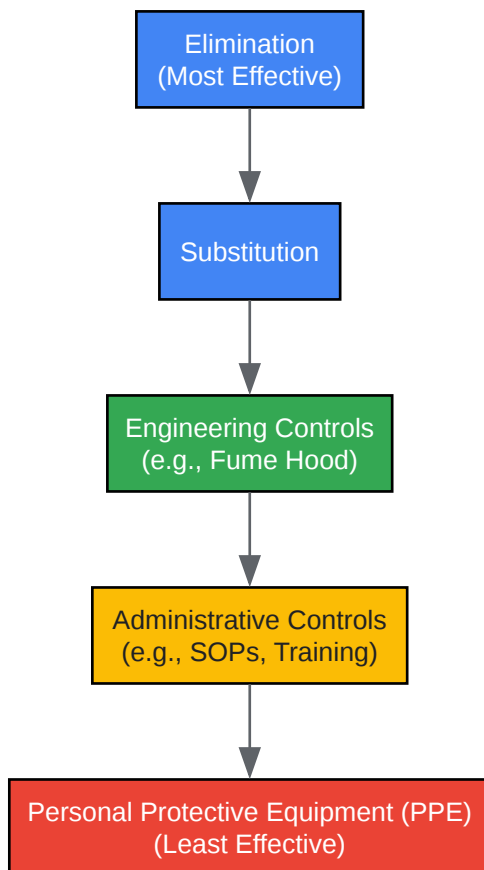 Elimination
(Most Effective)
Substitution
Engineering Controls
(e.g., Fume Hood)
Administrative Controls
(e.g., SOPs, Training)
Personal Protective Equipment (PPE)
(Least Effective)